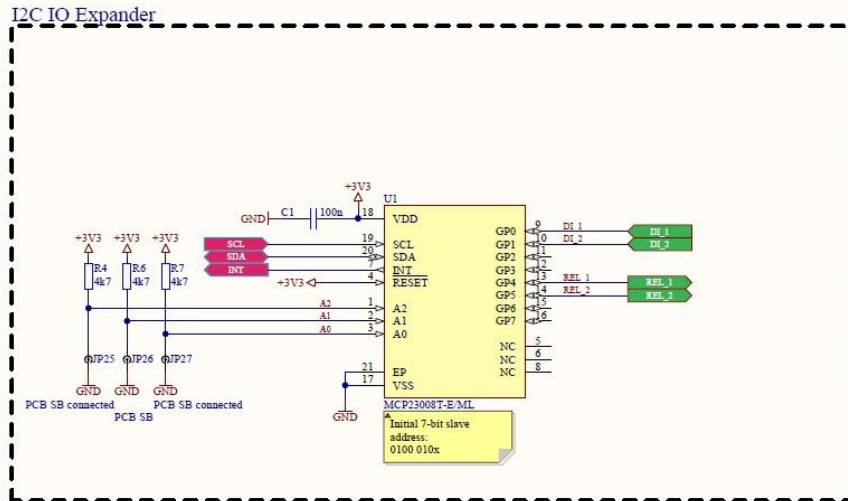 I2C IO Expander
+3V3
U1
GND
C1
100n
18
VDD
SCL
19
SCL
SDA
20
SDA
INT
7
INT
+3V3
4
RESET
A2
1
A2
A1
2
A1
A0
3
A0
21
EP
17
VSS
GND
GP0
9
DI_1
DI_1
GP1
10
DI_2
DI_2
GP2
11
GP3
12
GP4
13
REL_1
REL_1
GP5
14
REL_2
REL_2
GP6
15
GP7
16
NC
5
NC
6
NC
8
+3V3
+3V3
+3V3
R4
4k7
R6
4k7
R7
4k7
JP25
JP26
JP27
GND
GND
GND
PCB SB connected
PCB SB
PCB SB connected
MCP23008T-E/ML
Initial 7-bit slave
address:
0100 010x